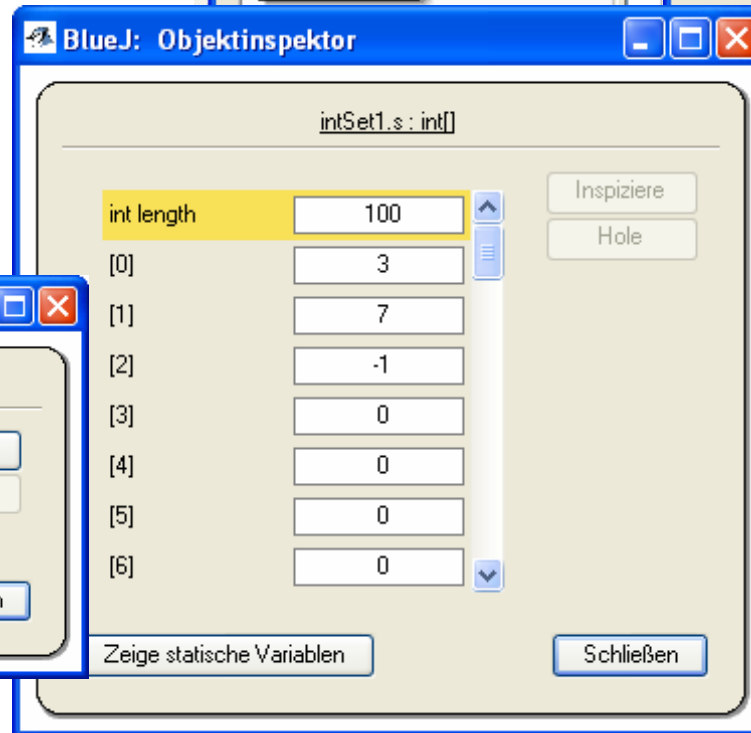 BlueJ: Objektinspektor
intSet1.s : int[]
int length 100
[0] 3
[1] 7
[2] -1
[3] 0
[4] 0
[5] 0
[6] 0
Inspiziere
Hole
Zeige statische Variablen
Schließen